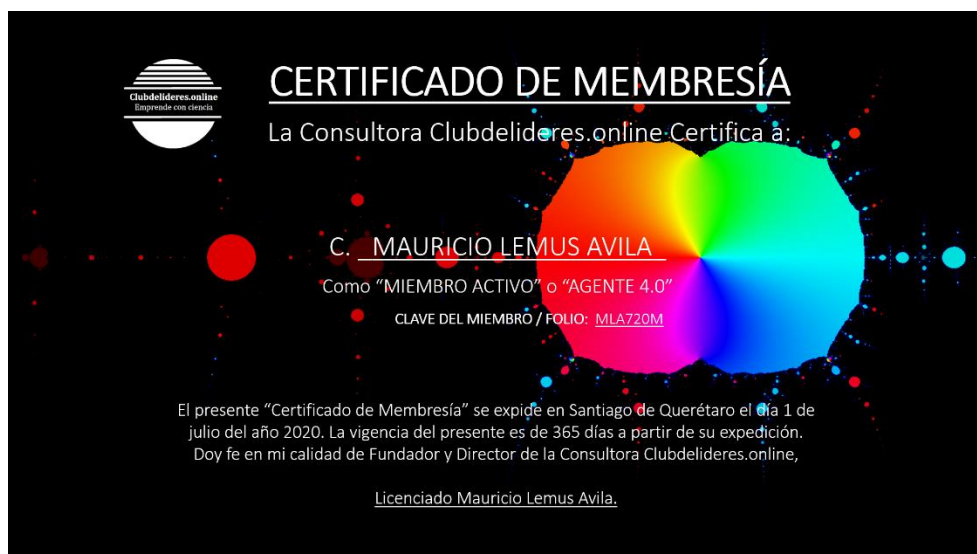 Clubdelideres.online
Emprende con ciencia
CERTIFICADO DE MEMBRESÍA
La Consultora Clubdelideres.online Certifica a:
C. MAURICIO LEMUS AVILA
Como “MIEMBRO ACTIVO” o “AGENTE 4.0”
CLAVE DEL MIEMBRO / FOLIO: MLA720M
El presente “Certificado de Membresía” se expide en Santiago de Querétaro el día 1 de
julio del año 2020. La vigencia del presente es de 365 días a partir de su expedición.
Doy fe en mi calidad de Fundador y Director de la Consultora Clubdelideres.online,
Licenciado Mauricio Lemus Avila.